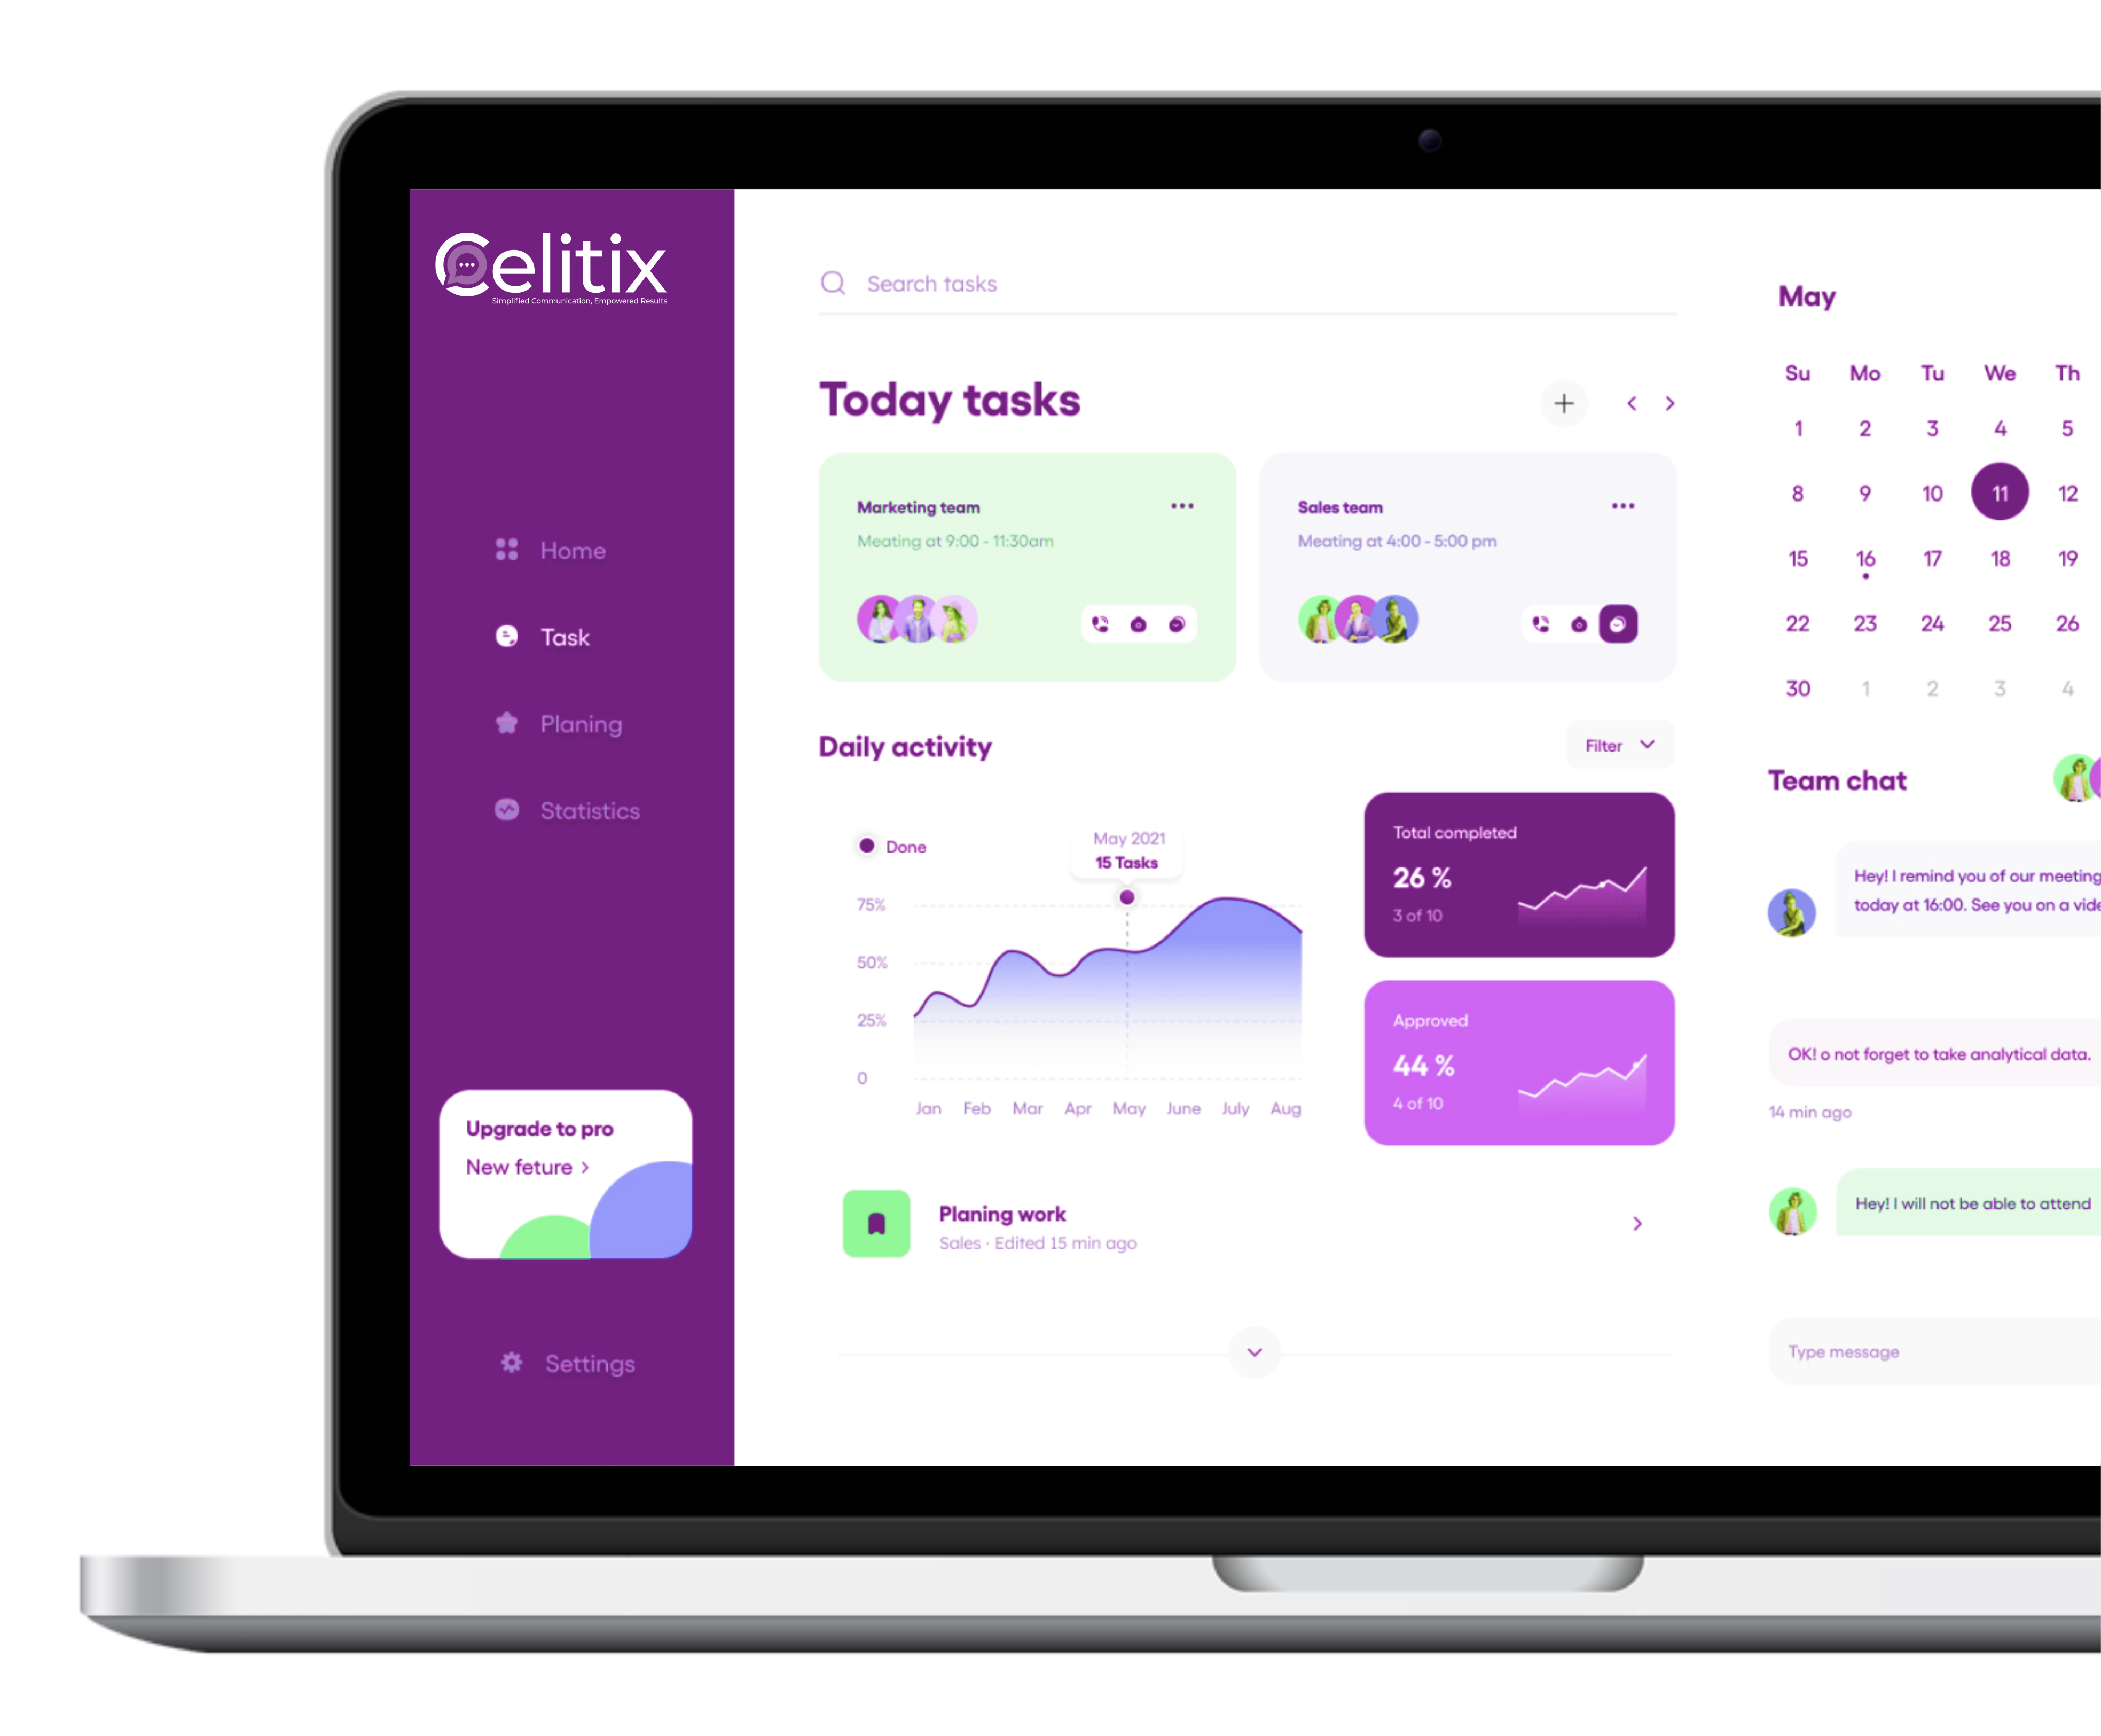 Celitix
Simplified Communication, Empowered Results
Home
Task
Planing
Statistics
Upgrade to pro
New feture
Settings
Search tasks
Today tasks
Marketing team
Meating at 9:00 - 11:30am
Sales team
Meating at 4:00 - 5:00 pm
Daily activity
Filter
Done
May 2021
15 Tasks
75%
50%
25%
0
Jan Feb Mar Apr May June July Aug
Total completed
26 %
3 of 10
Approved
44 %
4 of 10
Planing work
Sales · Edited 15 min ago
May
Su Mo Tu We Th
1 2 3 4 5
8 9 10 11 12
15 16 17 18 19
22 23 24 25 26
30 1 2 3 4
Team chat
Hey! I remind you of our meeting
today at 16:00. See you on a vide
OK! o not forget to take analytical data.
14 min ago
Hey! I will not be able to attend
Type message